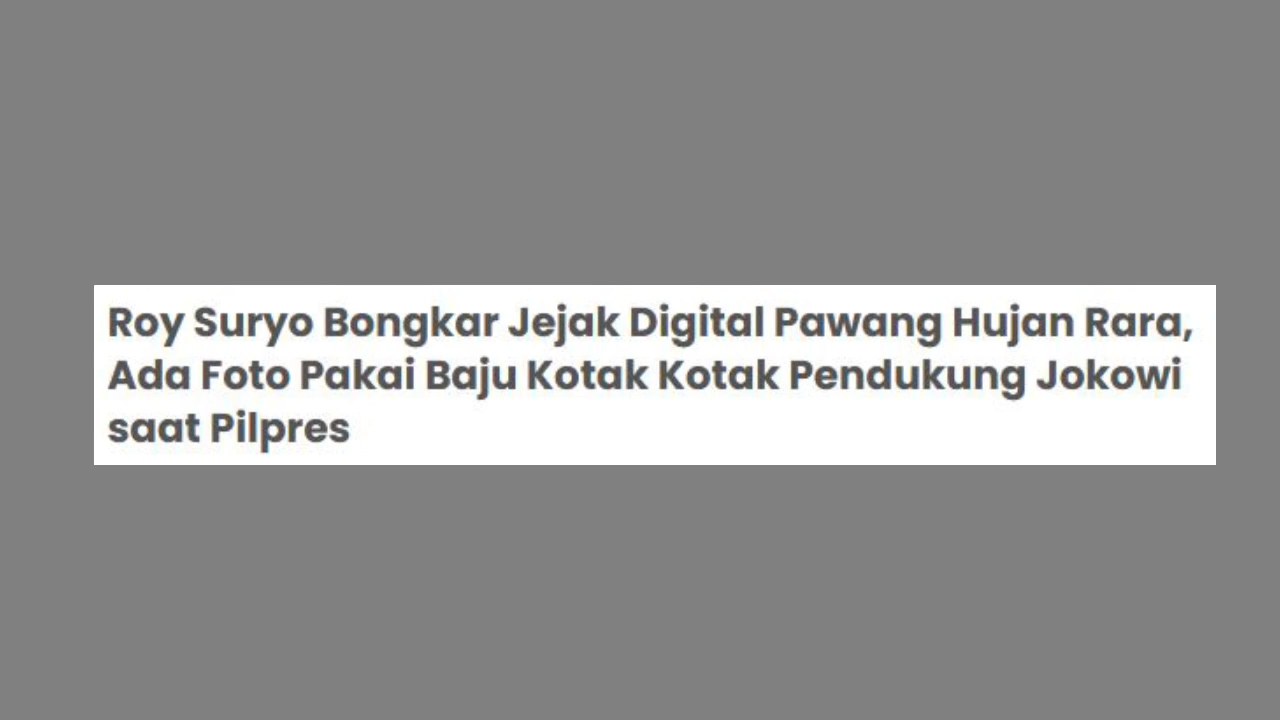 Roy Suryo Bongkar Jejak Digital Pawang Hujan Rara,
Ada Foto Pakai Baju Kotak Kotak Pendukung Jokowi
saat Pilpres